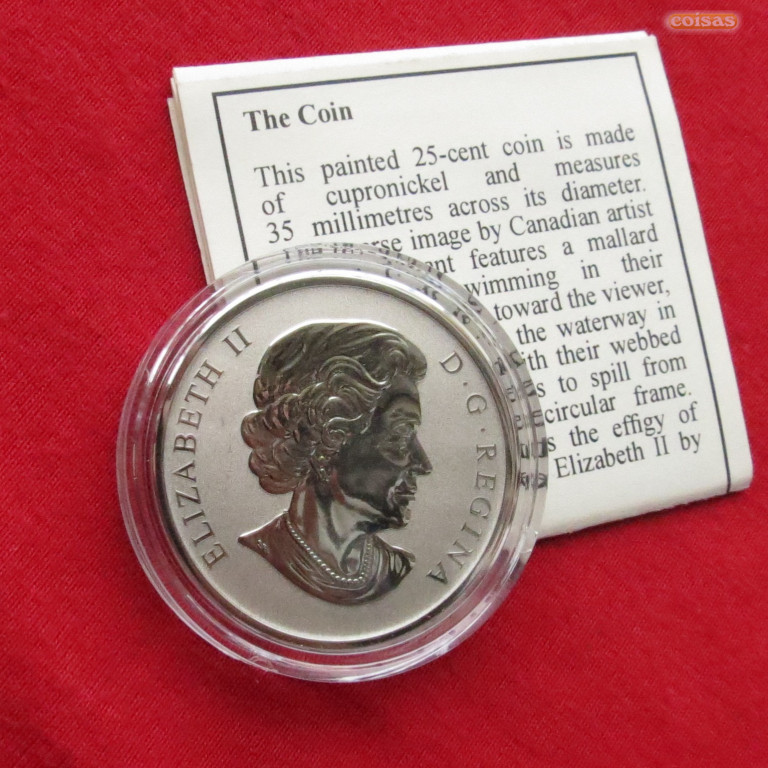 coisas
The Coin
This painted 25-cent coin is made
of cupronickel and measures
35 millimetres across its diameter.
image by Canadian artist
features a mallard
swimming in their
toward the viewer,
the waterway in
with their webbed
to spill from
circular frame.
the effigy of
Elizabeth II by
ELIZABETH II D·G·REGINA